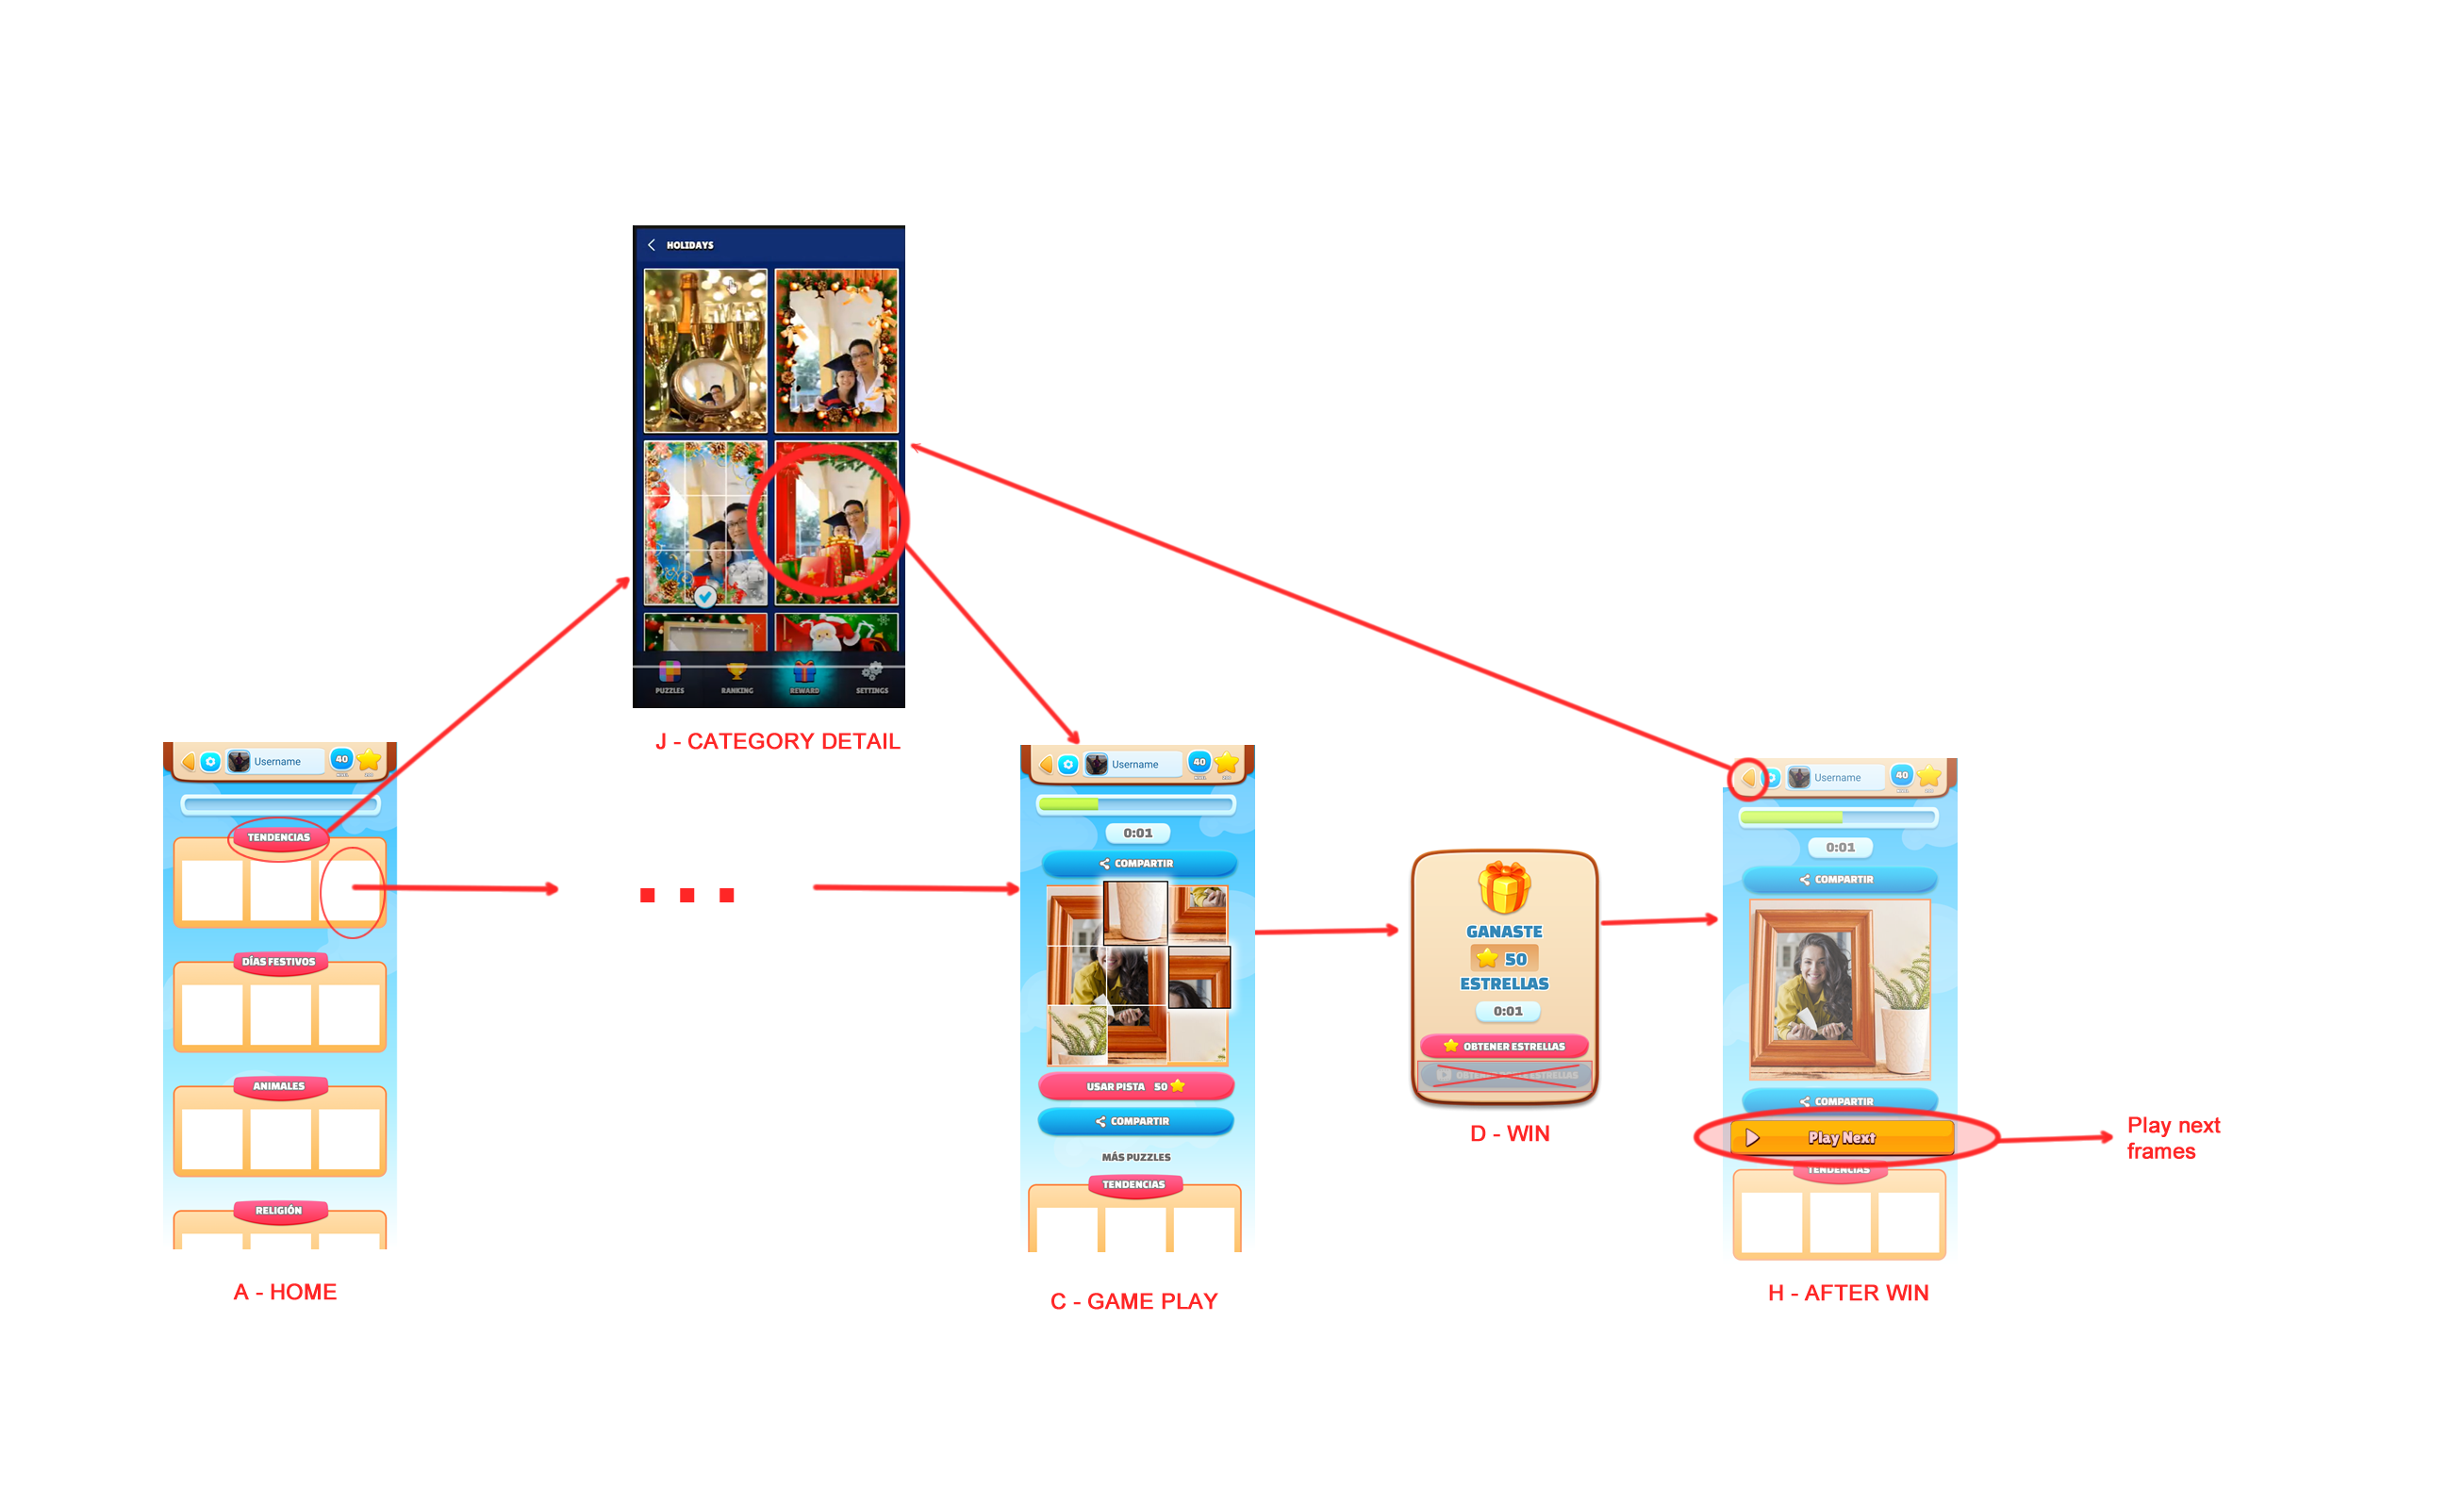 HOLIDAYS
PUZZLES
RANKING
REWARD
SETTINGS
J - CATEGORY DETAIL
Username
40
TENDENCIAS
DÍAS FESTIVOS
ANIMALES
RELIGIÓN
A - HOME
Username
40
0:01
COMPARTIR
USAR PISTA 50
COMPARTIR
MÁS PUZZLES
TENDENCIAS
C - GAME PLAY
GANASTE
50
ESTRELLAS
0:01
OBTENER ESTRELLAS
D - WIN
Username
40
0:01
COMPARTIR
COMPARTIR
Play Next
TENDENCIAS
H - AFTER WIN
Play next
frames